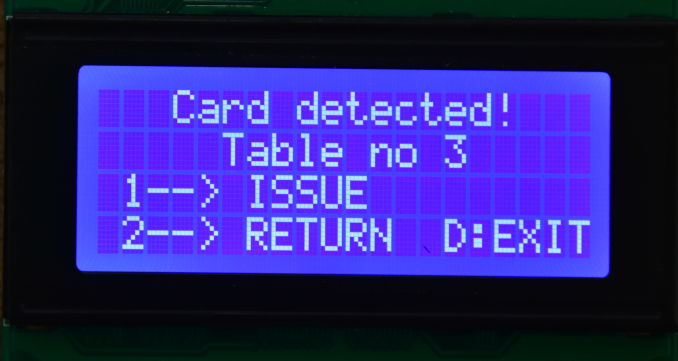 Card detected!
Table no 3
1--> ISSUE
2--> RETURN D:EXIT